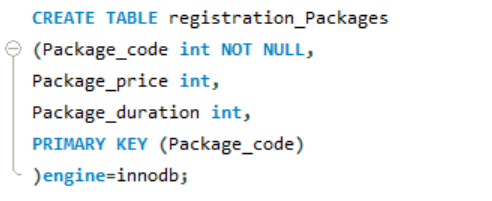 CREATE TABLE registration_Packages
(Package_code int NOT NULL,
Package_price int,
Package_duration int,
PRIMARY KEY (Package_code)
)engine=innodb;